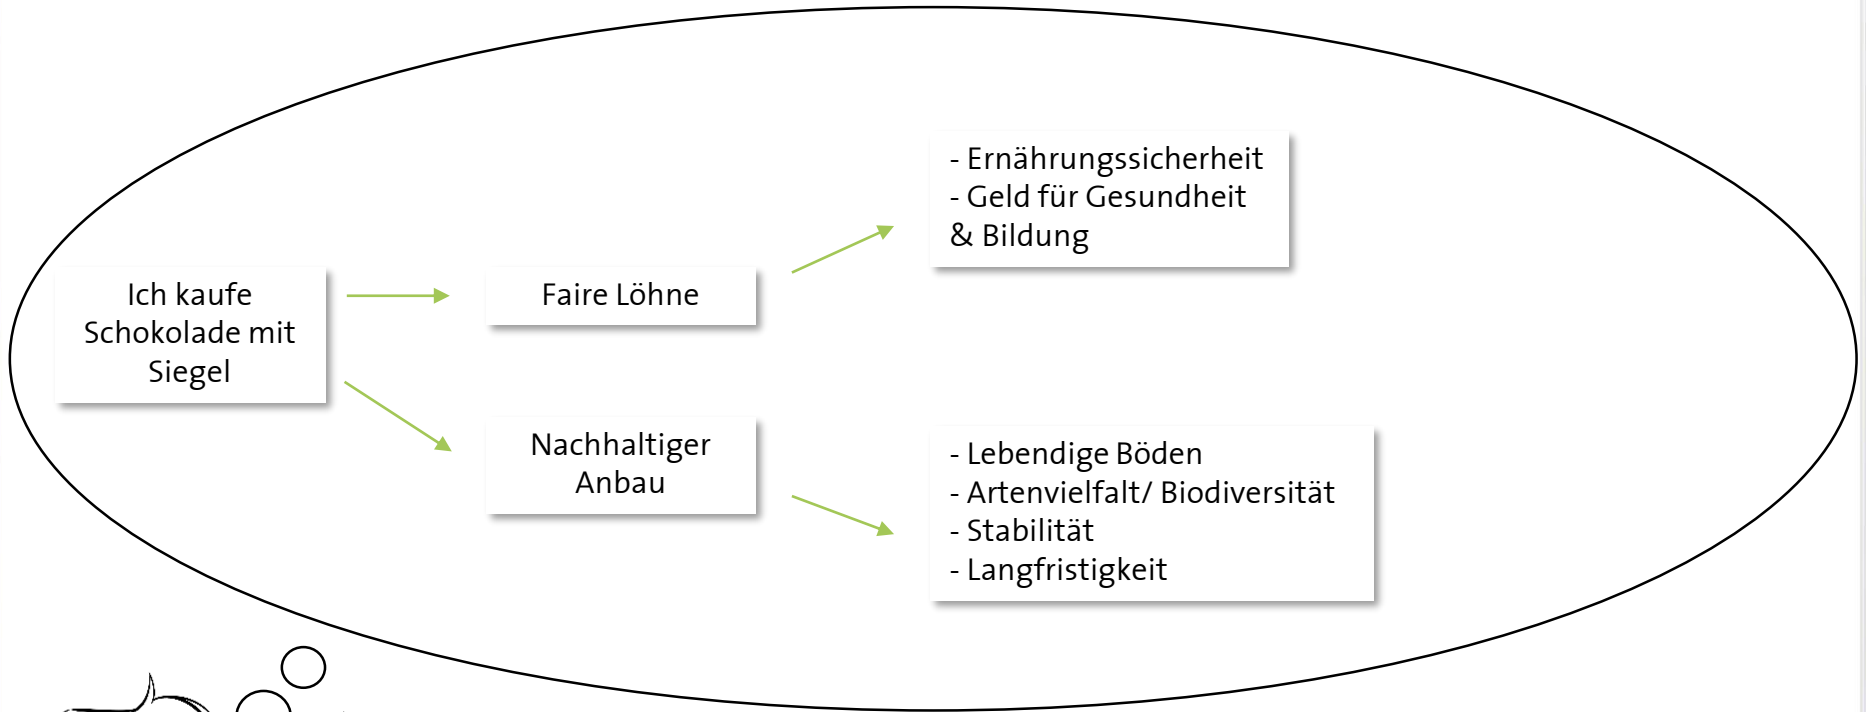 Ich kaufe
Schokolade mit
Siegel
Faire Löhne
Nachhaltiger
Anbau
- Ernährungssicherheit
- Geld für Gesundheit
& Bildung
- Lebendige Böden
- Artenvielfalt/ Biodiversität
- Stabilität
- Langfristigkeit